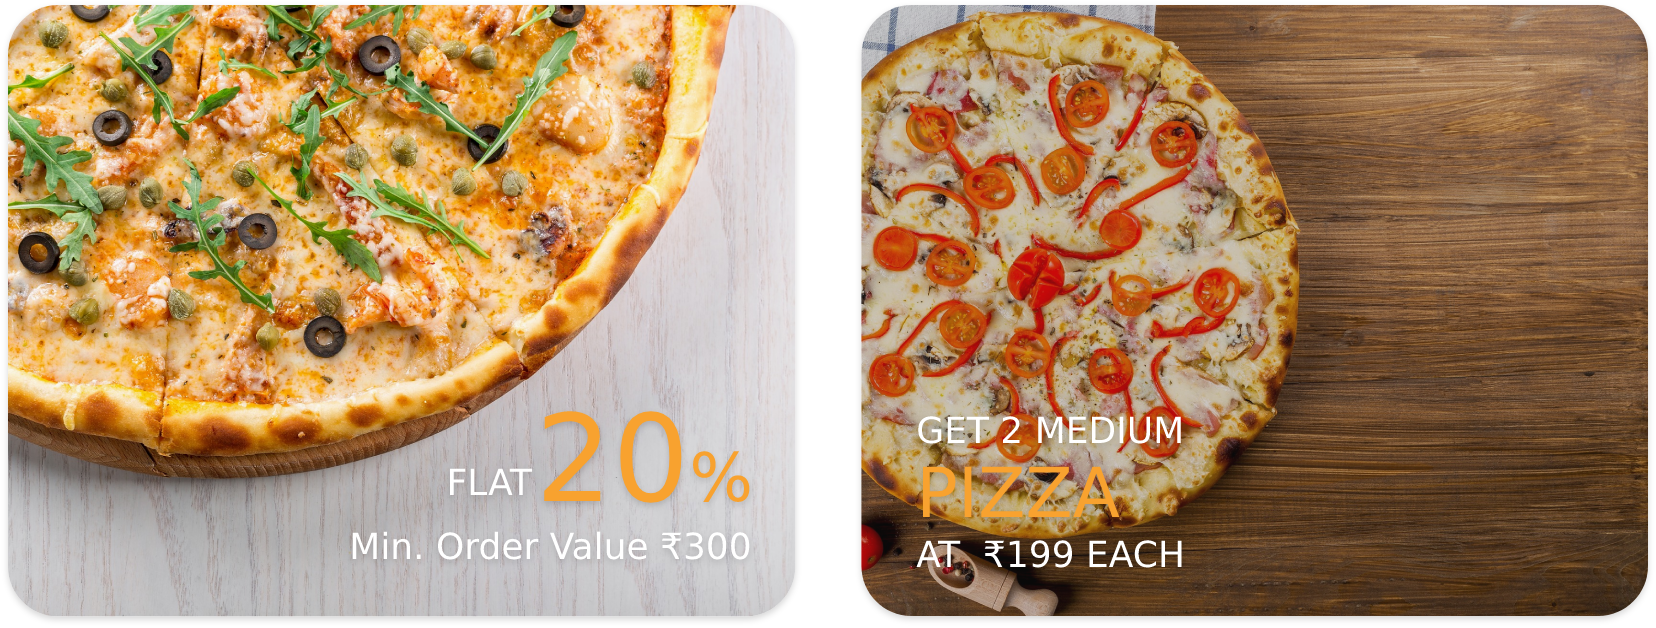 FLAT 20%
Min. Order Value ₹300
GET 2 MEDIUM
PIZZA
AT ₹199 EACH